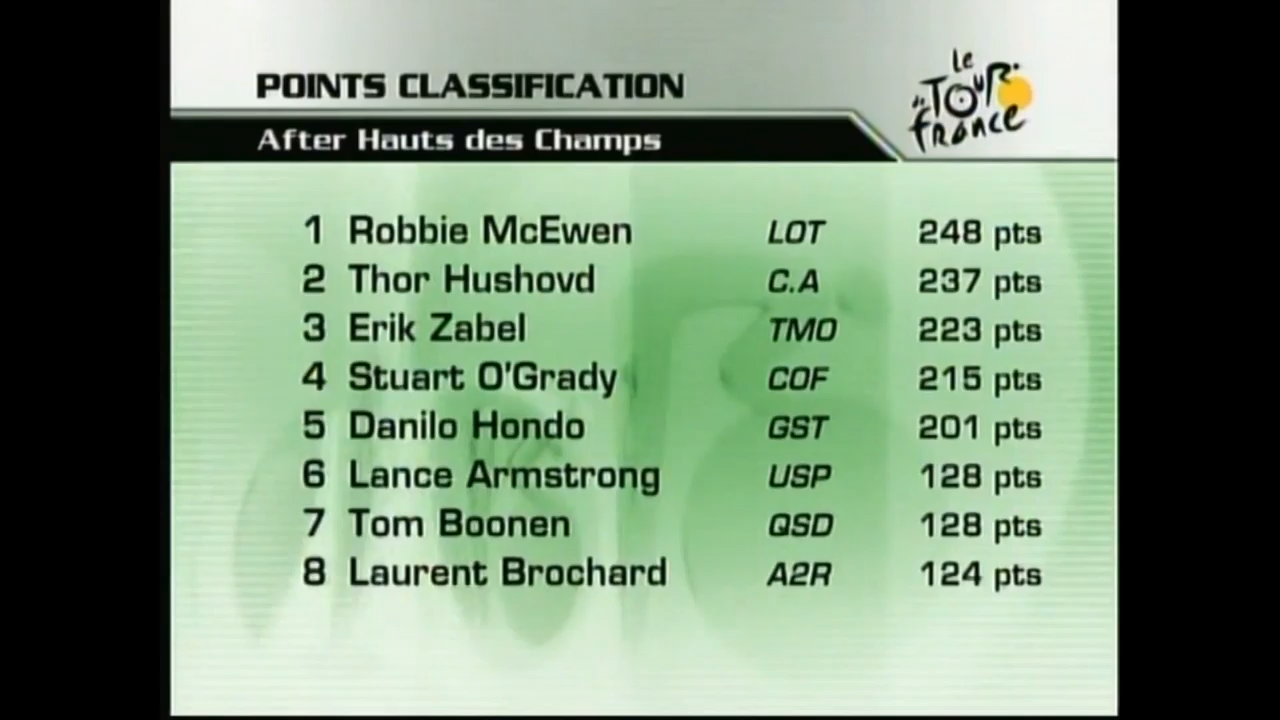 POINTS CLASSIFICATION
After Hauts des Champs
le
TOUR
de
france
1 Robbie McEwen LOT 248 pts
2 Thor Hushovd C.A 237 pts
3 Erik Zabel TMO 223 pts
4 Stuart O'Grady COF 215 pts
5 Danilo Hondo GST 201 pts
6 Lance Armstrong USP 128 pts
7 Tom Boonen QSD 128 pts
8 Laurent Brochard A2R 124 pts